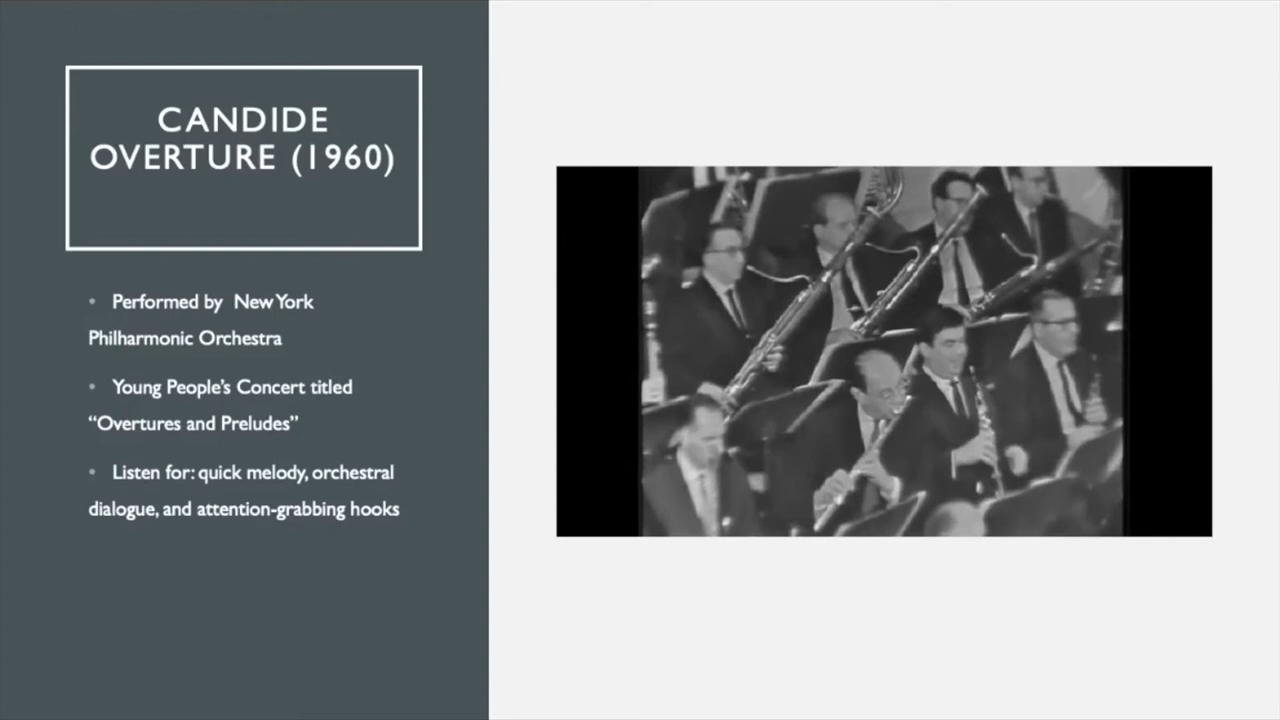 CANDIDE
OVERTURE (1960)
• Performed by New York
Philharmonic Orchestra
• Young People’s Concert titled
“Overtures and Preludes”
• Listen for: quick melody, orchestral
dialogue, and attention-grabbing hooks